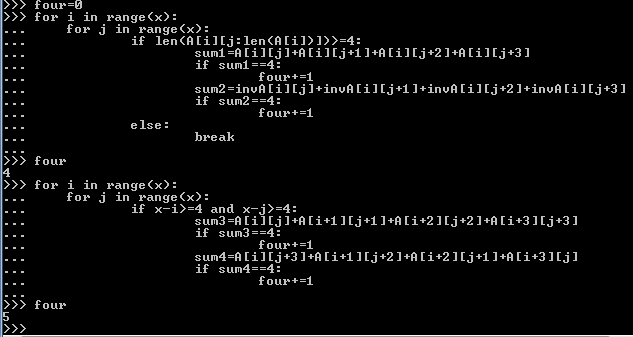 >>> four=0
>>> for i in range(x):
...     for j in range(x):
...             if len(A[i][j:len(A[i])])>=4:
...                     sum1=A[i][j]+A[i][j+1]+A[i][j+2]+A[i][j+3]
...                     if sum1==4:
...                             four+=1
...                     sum2=invA[i][j]+invA[i][j+1]+invA[i][j+2]+invA[i][j+3]
...                     if sum2==4:
...                             four+=1
...             else:
...                     break
...
>>> four
4
>>> for i in range(x):
...     for j in range(x):
...             if x-i>=4 and x-j>=4:
...                     sum3=A[i][j]+A[i+1][j+1]+A[i+2][j+2]+A[i+3][j+3]
...                     if sum3==4:
...                             four+=1
...                     sum4=A[i][j+3]+A[i+1][j+2]+A[i+2][j+1]+A[i+3][j]
...                     if sum4==4:
...                             four+=1
...
>>> four
5
>>>